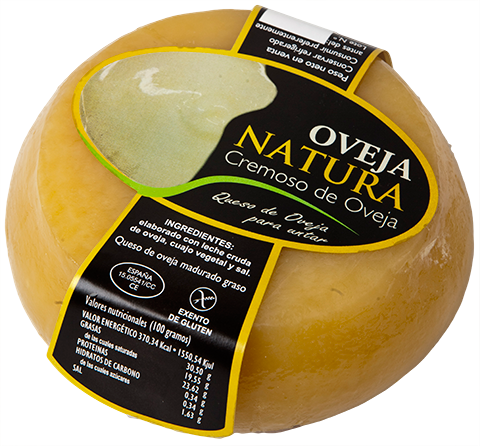 Peso neto en venta
Conservar refrigerado
Consumir preferentemente
antes del
Lote N.º
OVEJA
NATURA
Cremoso de Oveja
Queso de Oveja
para untar
INGREDIENTES:
elaborado con leche cruda
de oveja, cuajo vegetal y sal.
Queso de oveja madurado graso
ESPAÑA
15.05541/CC
CE
EXENTO
DE GLUTEN
Valores nutricionales (100 gramos)
VALOR ENERGÉTICO 370,34 Kcal • 1550,54 Kjul
GRASAS 30,50 g
de las cuales saturadas 19,55 g
PROTEINAS 23,62 g
HIDRATOS DE CARBONO 0,34 g
de los cuales azúcares 0,34 g
SAL 1,63 g